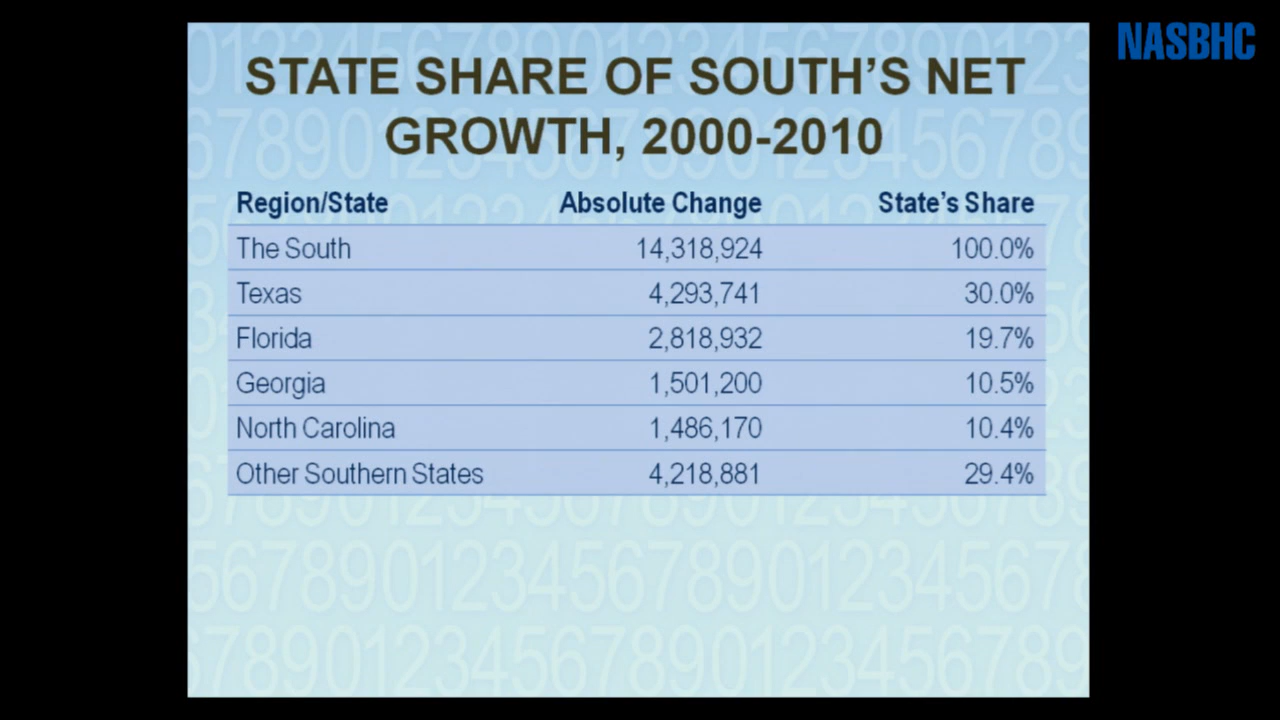 NASBHC
STATE SHARE OF SOUTH'S NET
GROWTH, 2000-2010
Region/State Absolute Change State's Share
The South 14,318,924 100.0%
Texas 4,293,741 30.0%
Florida 2,818,932 19.7%
Georgia 1,501,200 10.5%
North Carolina 1,486,170 10.4%
Other Southern States 4,218,881 29.4%